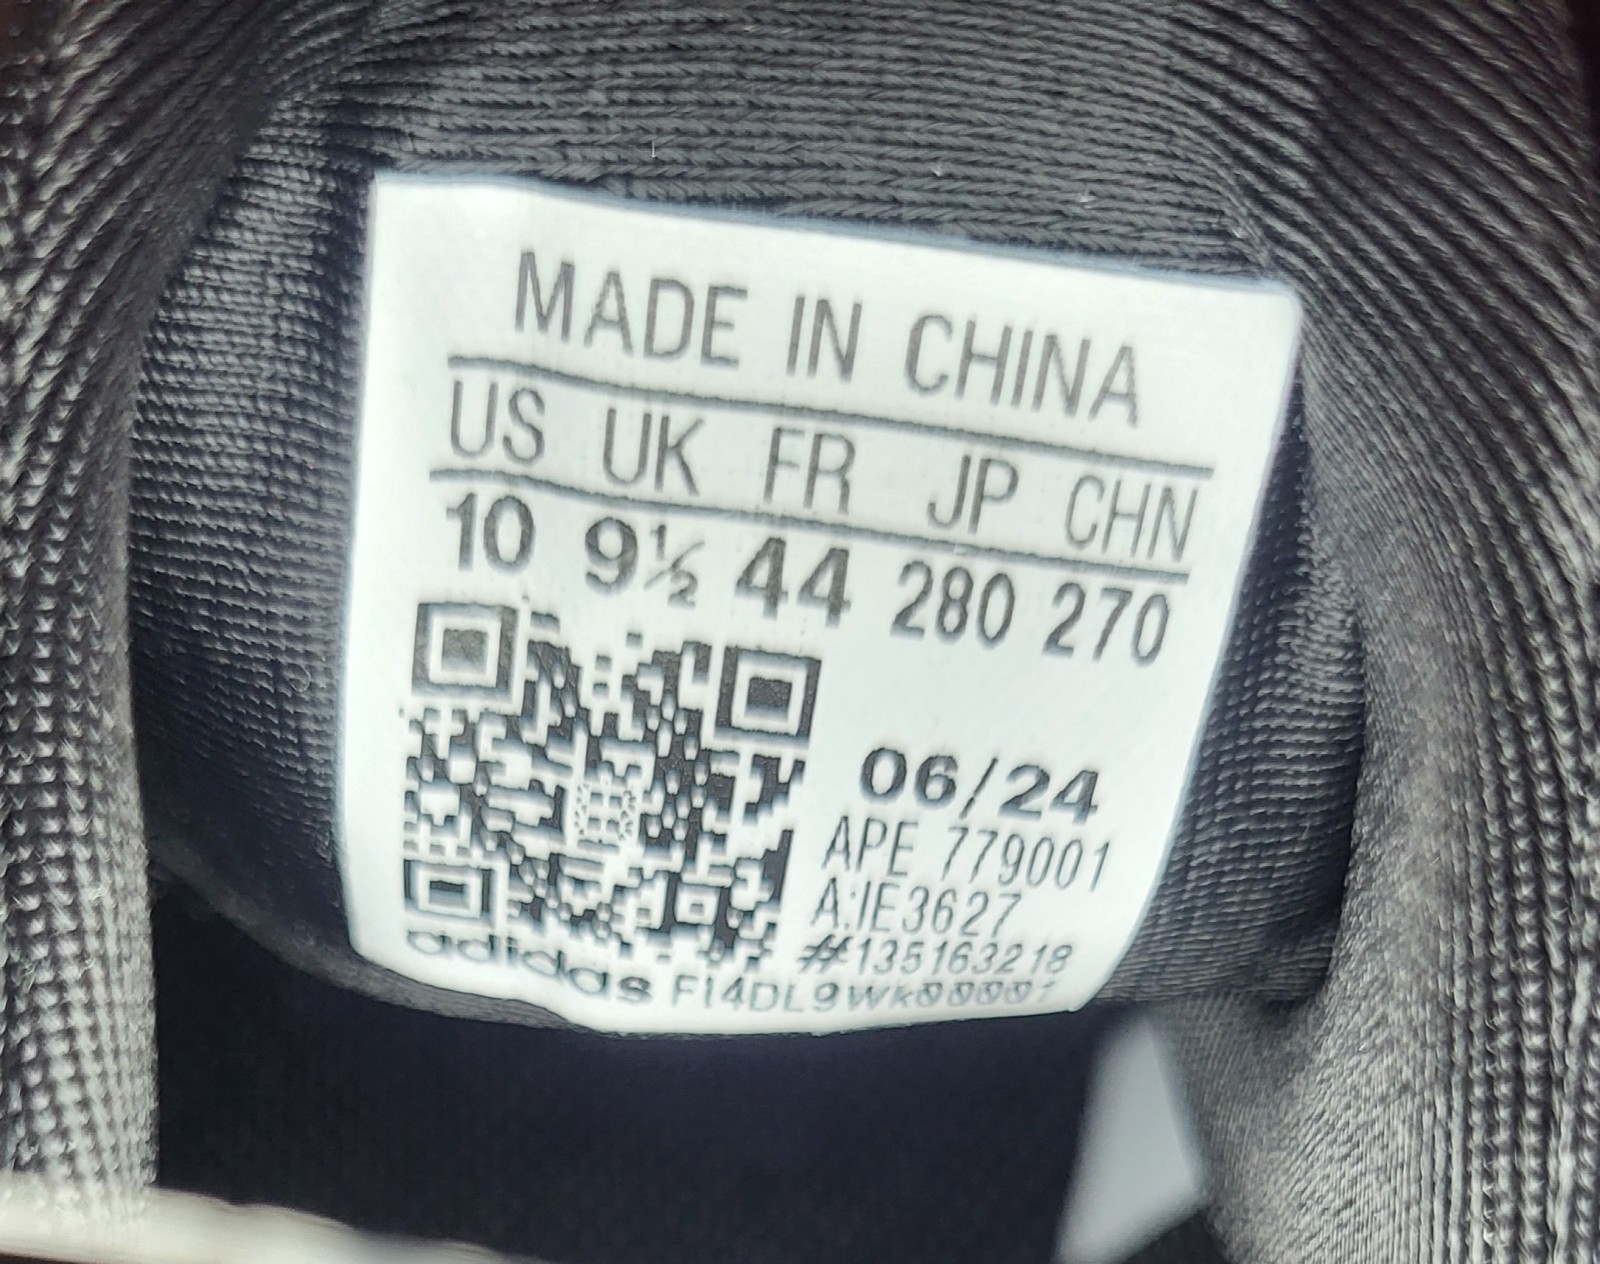 MADE IN CHINA
US UK FR JP CHN
10 9½ 44 280 270
06/24
APE 779001
A:IE3627
#135163218
adidas FI4DL9WK00001